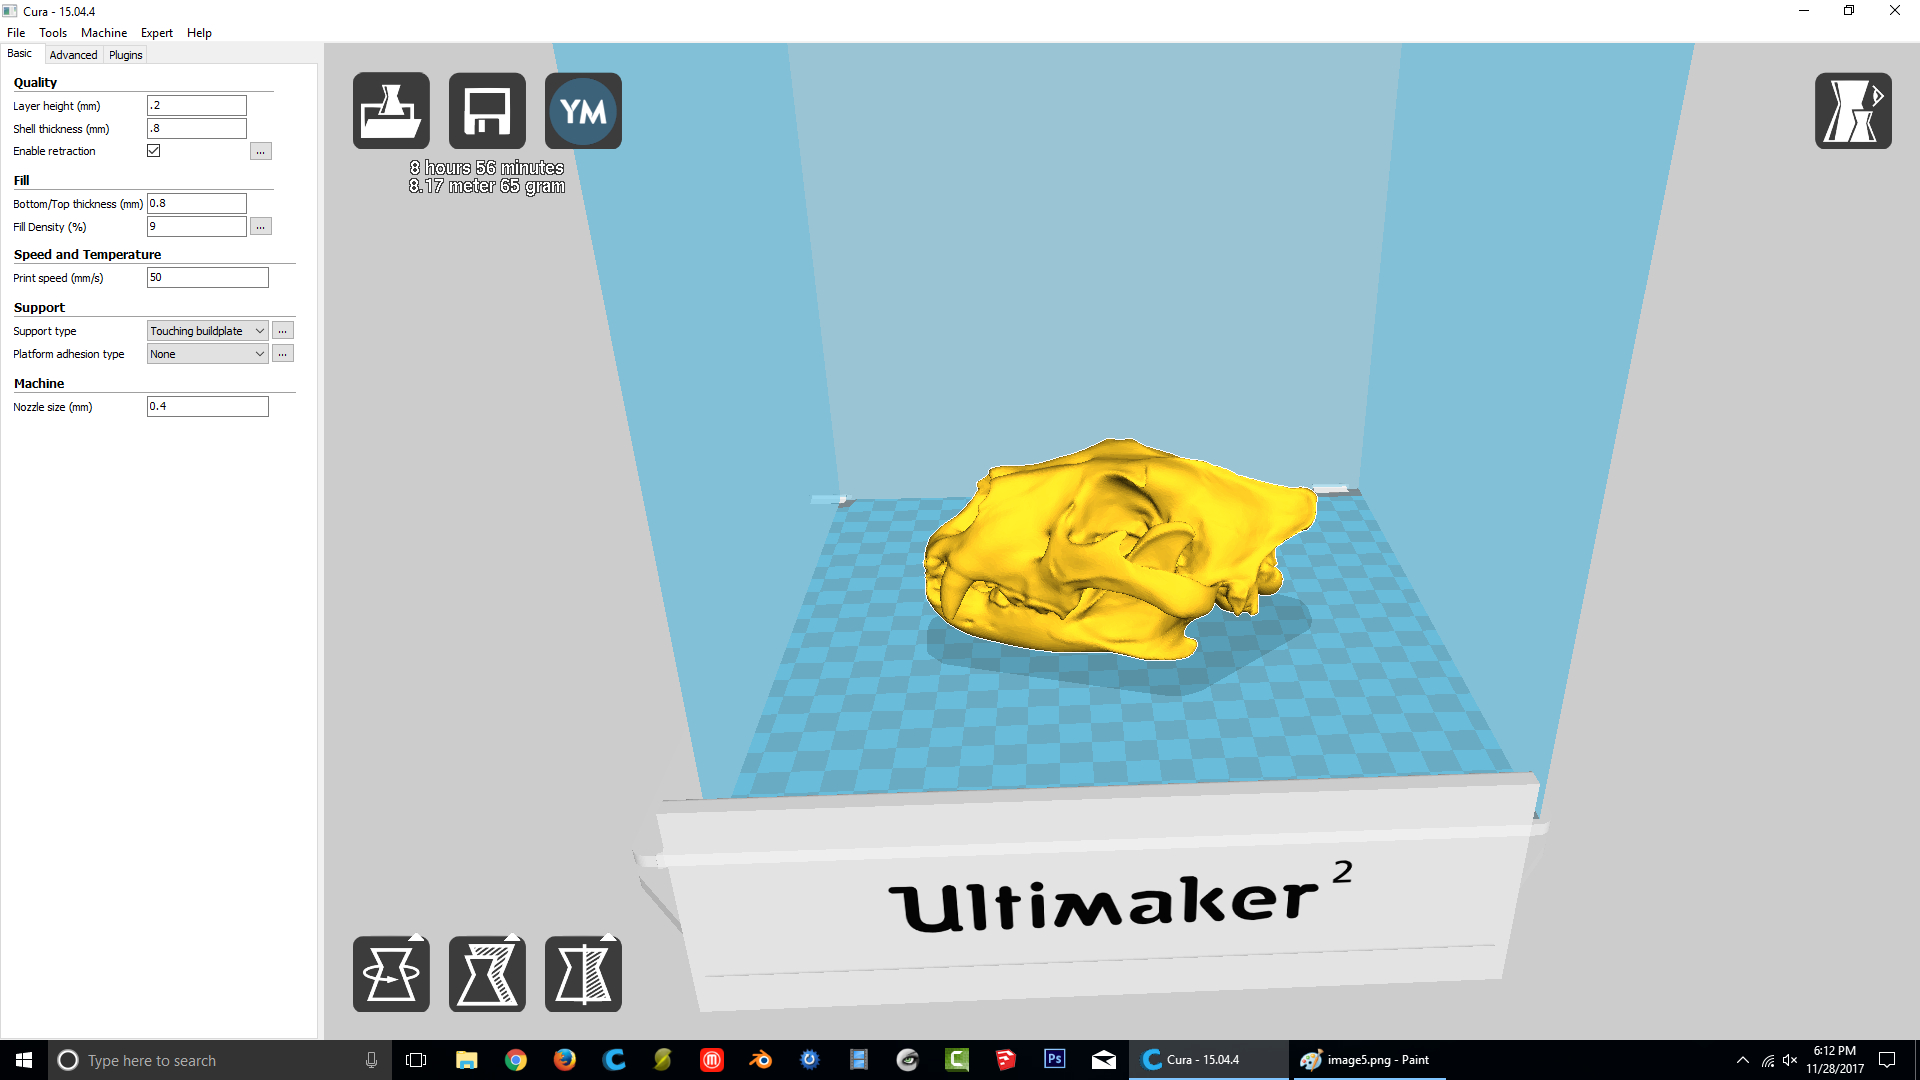 Cura - 15.04.4
File Tools Machine Expert Help
Basic Advanced Plugins
Quality
Layer height (mm) .2
Shell thickness (mm) .8
Enable retraction ...
Fill
Bottom/Top thickness (mm) 0.8
Fill Density (%) 9 ...
Speed and Temperature
Print speed (mm/s) 50
Support
Support type Touching buildplate ...
Platform adhesion type None ...
Machine
Nozzle size (mm) 0.4
YM
8 hours 56 minutes
8.17 meter 65 gram
Ultimaker 2
Type here to search
Ps
Cura - 15.04.4
image5.png - Paint
6:12 PM
11/28/2017